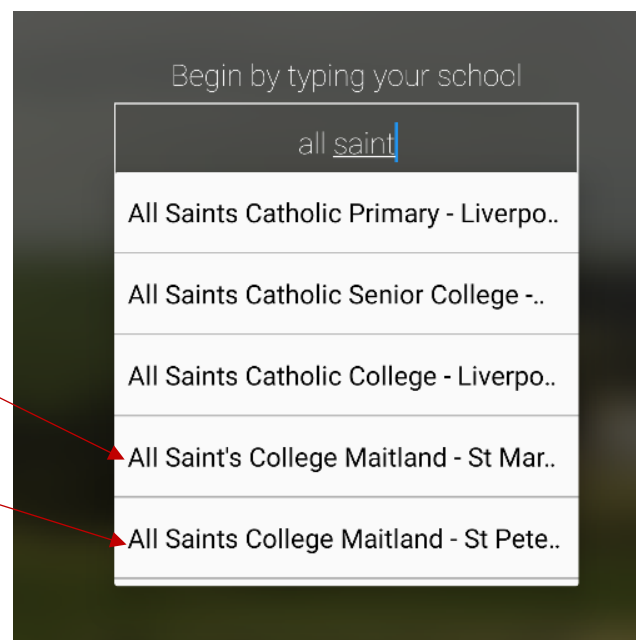 Begin by typing your school
all saint
All Saints Catholic Primary - Liverpo..
All Saints Catholic Senior College -..
All Saints Catholic College - Liverpo..
All Saint's College Maitland - St Mar..
All Saints College Maitland - St Pete..